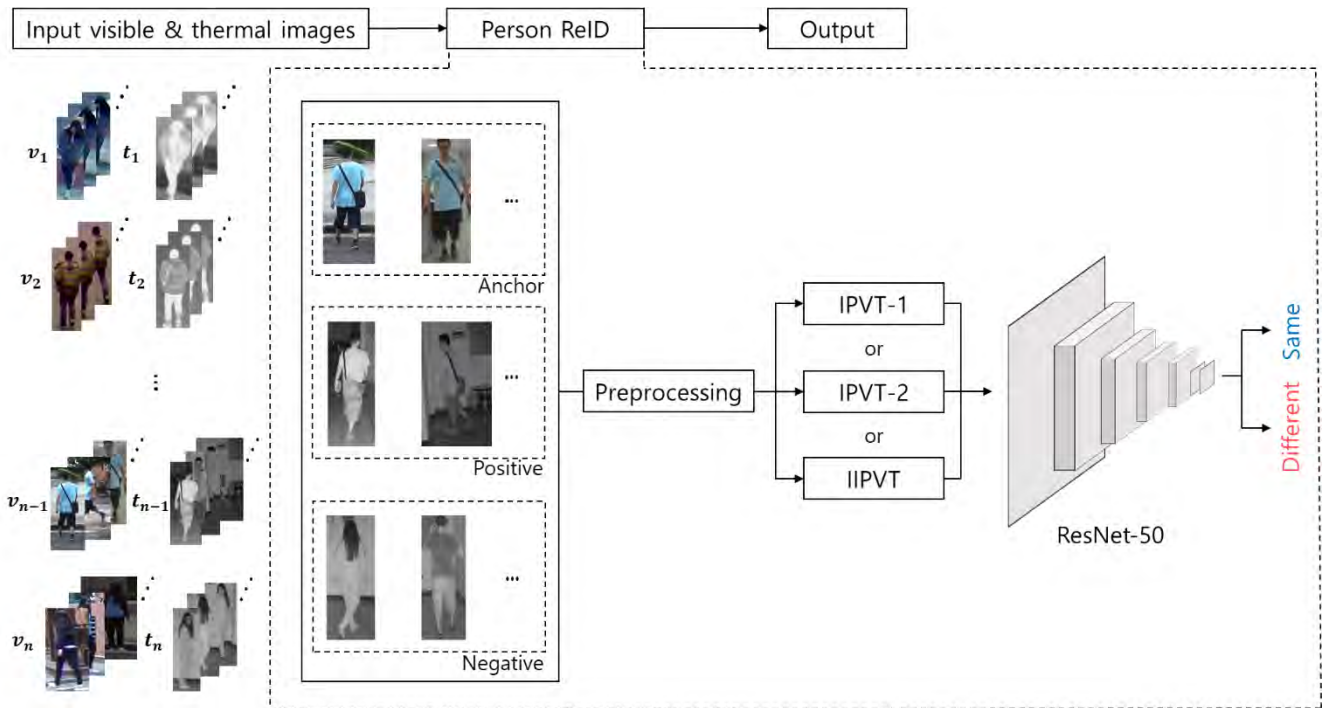 Input visible & thermal images
Person ReID
Output
v₁
t₁
v₂
t₂
⋮
vₙ₋₁
tₙ₋₁
vₙ
tₙ
...
Anchor
...
Positive
...
Negative
Preprocessing
IPVT-1
or
IPVT-2
or
IIPVT
ResNet-50
Same
Different